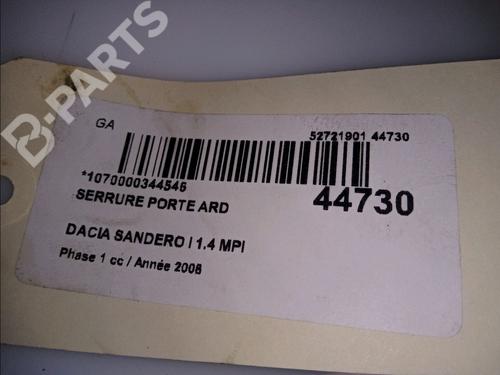 B-PARTS
GA
52721901 44730
*1070000344546
44730
SERRURE PORTE ARD
DACIA SANDERO I 1.4 MPI
Phase 1 cc / Année 2008